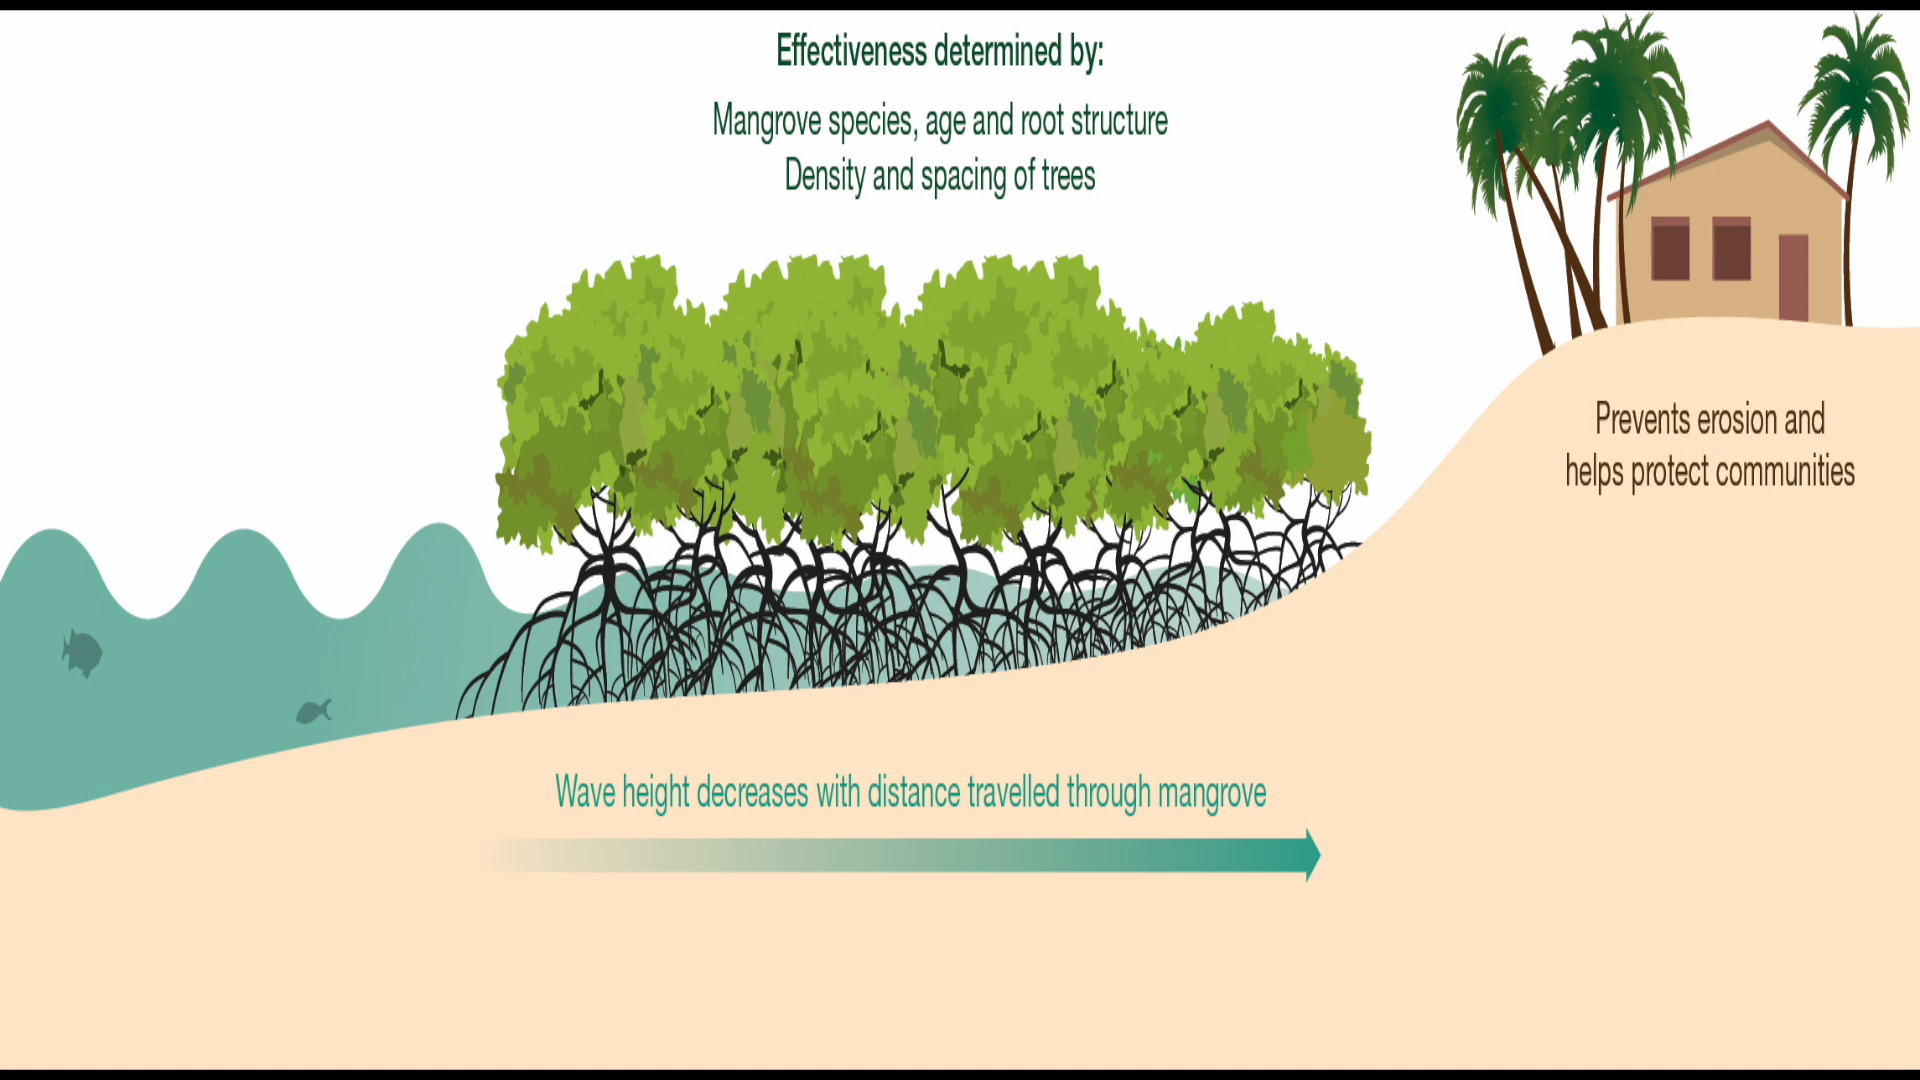 Effectiveness determined by:
Mangrove species, age and root structure
Density and spacing of trees
Prevents erosion and
helps protect communities
Wave height decreases with distance travelled through mangrove